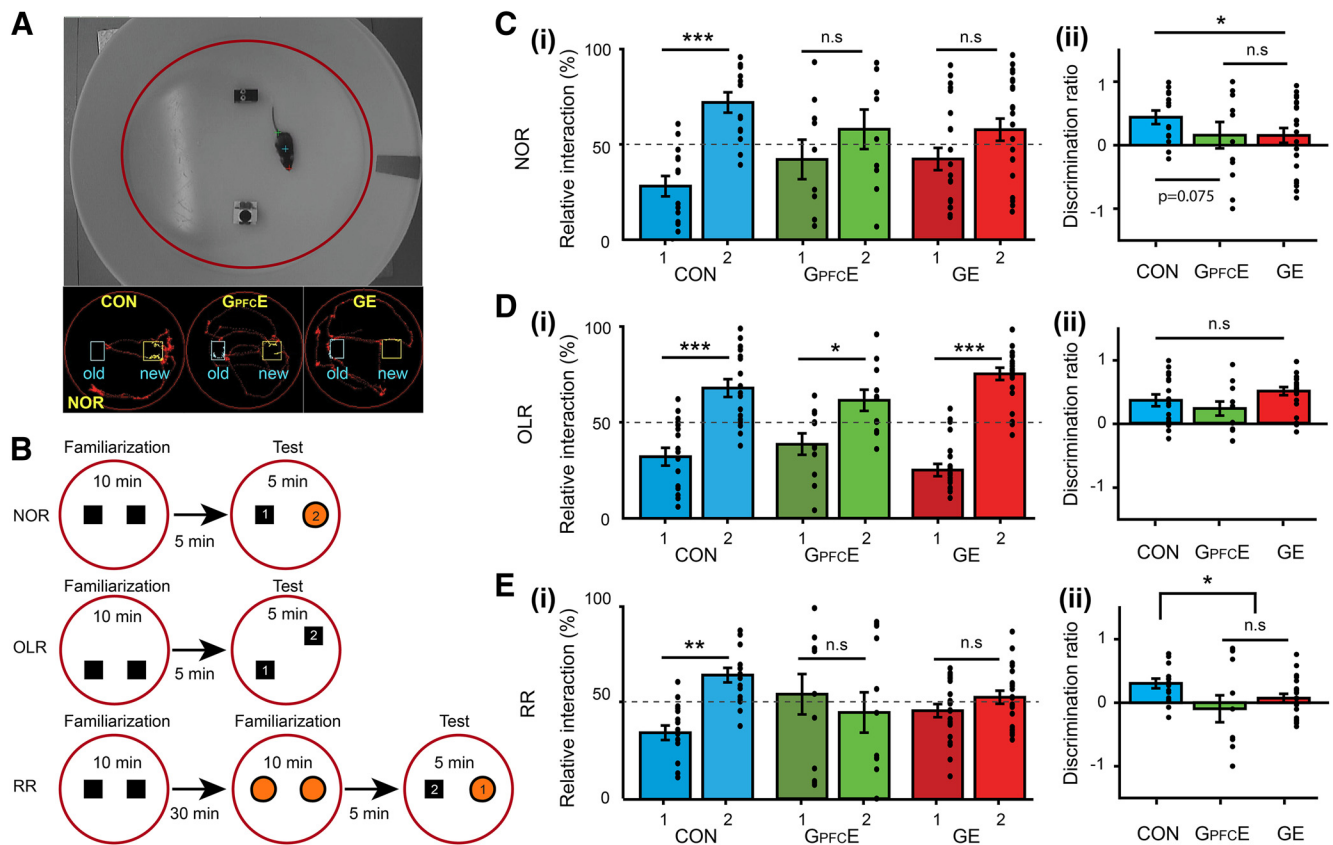 A
CON
GPFCE
GE
old
new
old
new
old
new
NOR
B
Familiarization
Test
10 min
5 min
NOR
1
2
5 min
Familiarization
Test
10 min
5 min
OLR
2
1
5 min
Familiarization
Familiarization
Test
10 min
10 min
5 min
RR
2
1
30 min
5 min
C
(i)
NOR
Relative interaction (%)
100
50
0
***
n.s
n.s
1
2
1
2
1
2
CON
GPFCE
GE
(ii)
Discrimination ratio
1
0
-1
*
n.s
p=0.075
CON
GPFCE
GE
D
(i)
OLR
Relative interaction (%)
100
50
0
***
*
***
1
2
1
2
1
2
CON
GPFCE
GE
(ii)
Discrimination ratio
1
0
-1
n.s
CON
GPFCE
GE
E
(i)
RR
Relative interaction (%)
100
50
0
**
n.s
n.s
1
2
1
2
1
2
CON
GPFCE
GE
(ii)
Discrimination ratio
1
0
-1
*
n.s
CON
GPFCE
GE